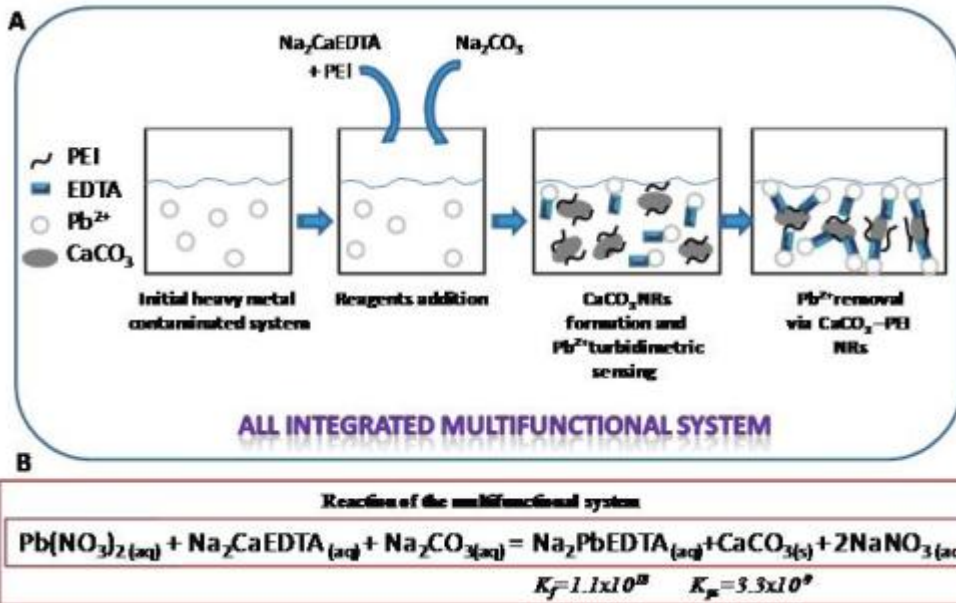 A
Na₂CaEDTA
+ PEI
Na₂CO₃
PEI
EDTA
Pb²⁺
CaCO₃
Initial heavy metal
contaminated system
Reagents addition
CaCO₃NRs
formation and
Pb²⁺turbidimetric
sensing
Pb²⁺removal
via CaCO₃–PEI
NRs
ALL INTEGRATED MULTIFUNCTIONAL SYSTEM
B
Reaction of the multifunctional system
Pb(NO₃)₂ (aq) + Na₂CaEDTA (aq) + Na₂CO₃(aq) = Na₂PbEDTA(aq)+CaCO₃(s)+2NaNO₃ (aq